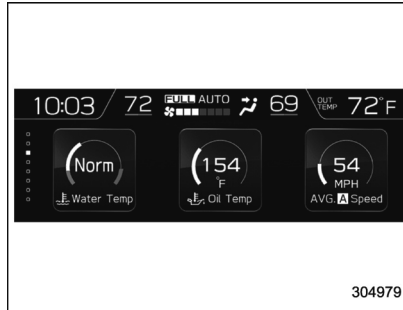 10:03 72 FULL AUTO 69 OUT TEMP 72°F
Norm 154 °F 54 MPH
Water Temp Oil Temp AVG. A Speed
304979